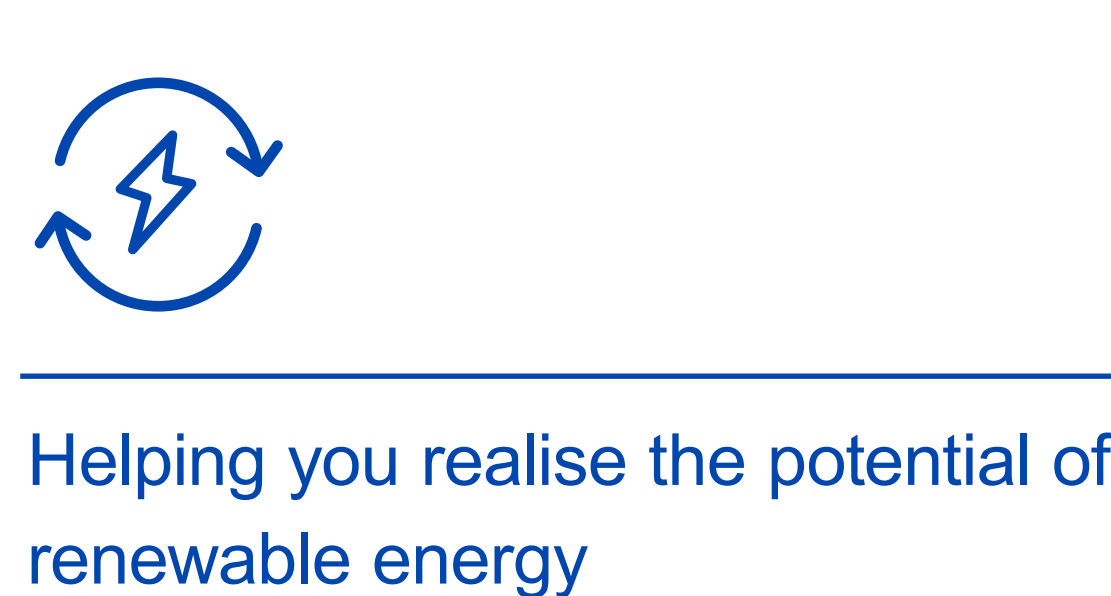 Helping you realise the potential of
renewable energy